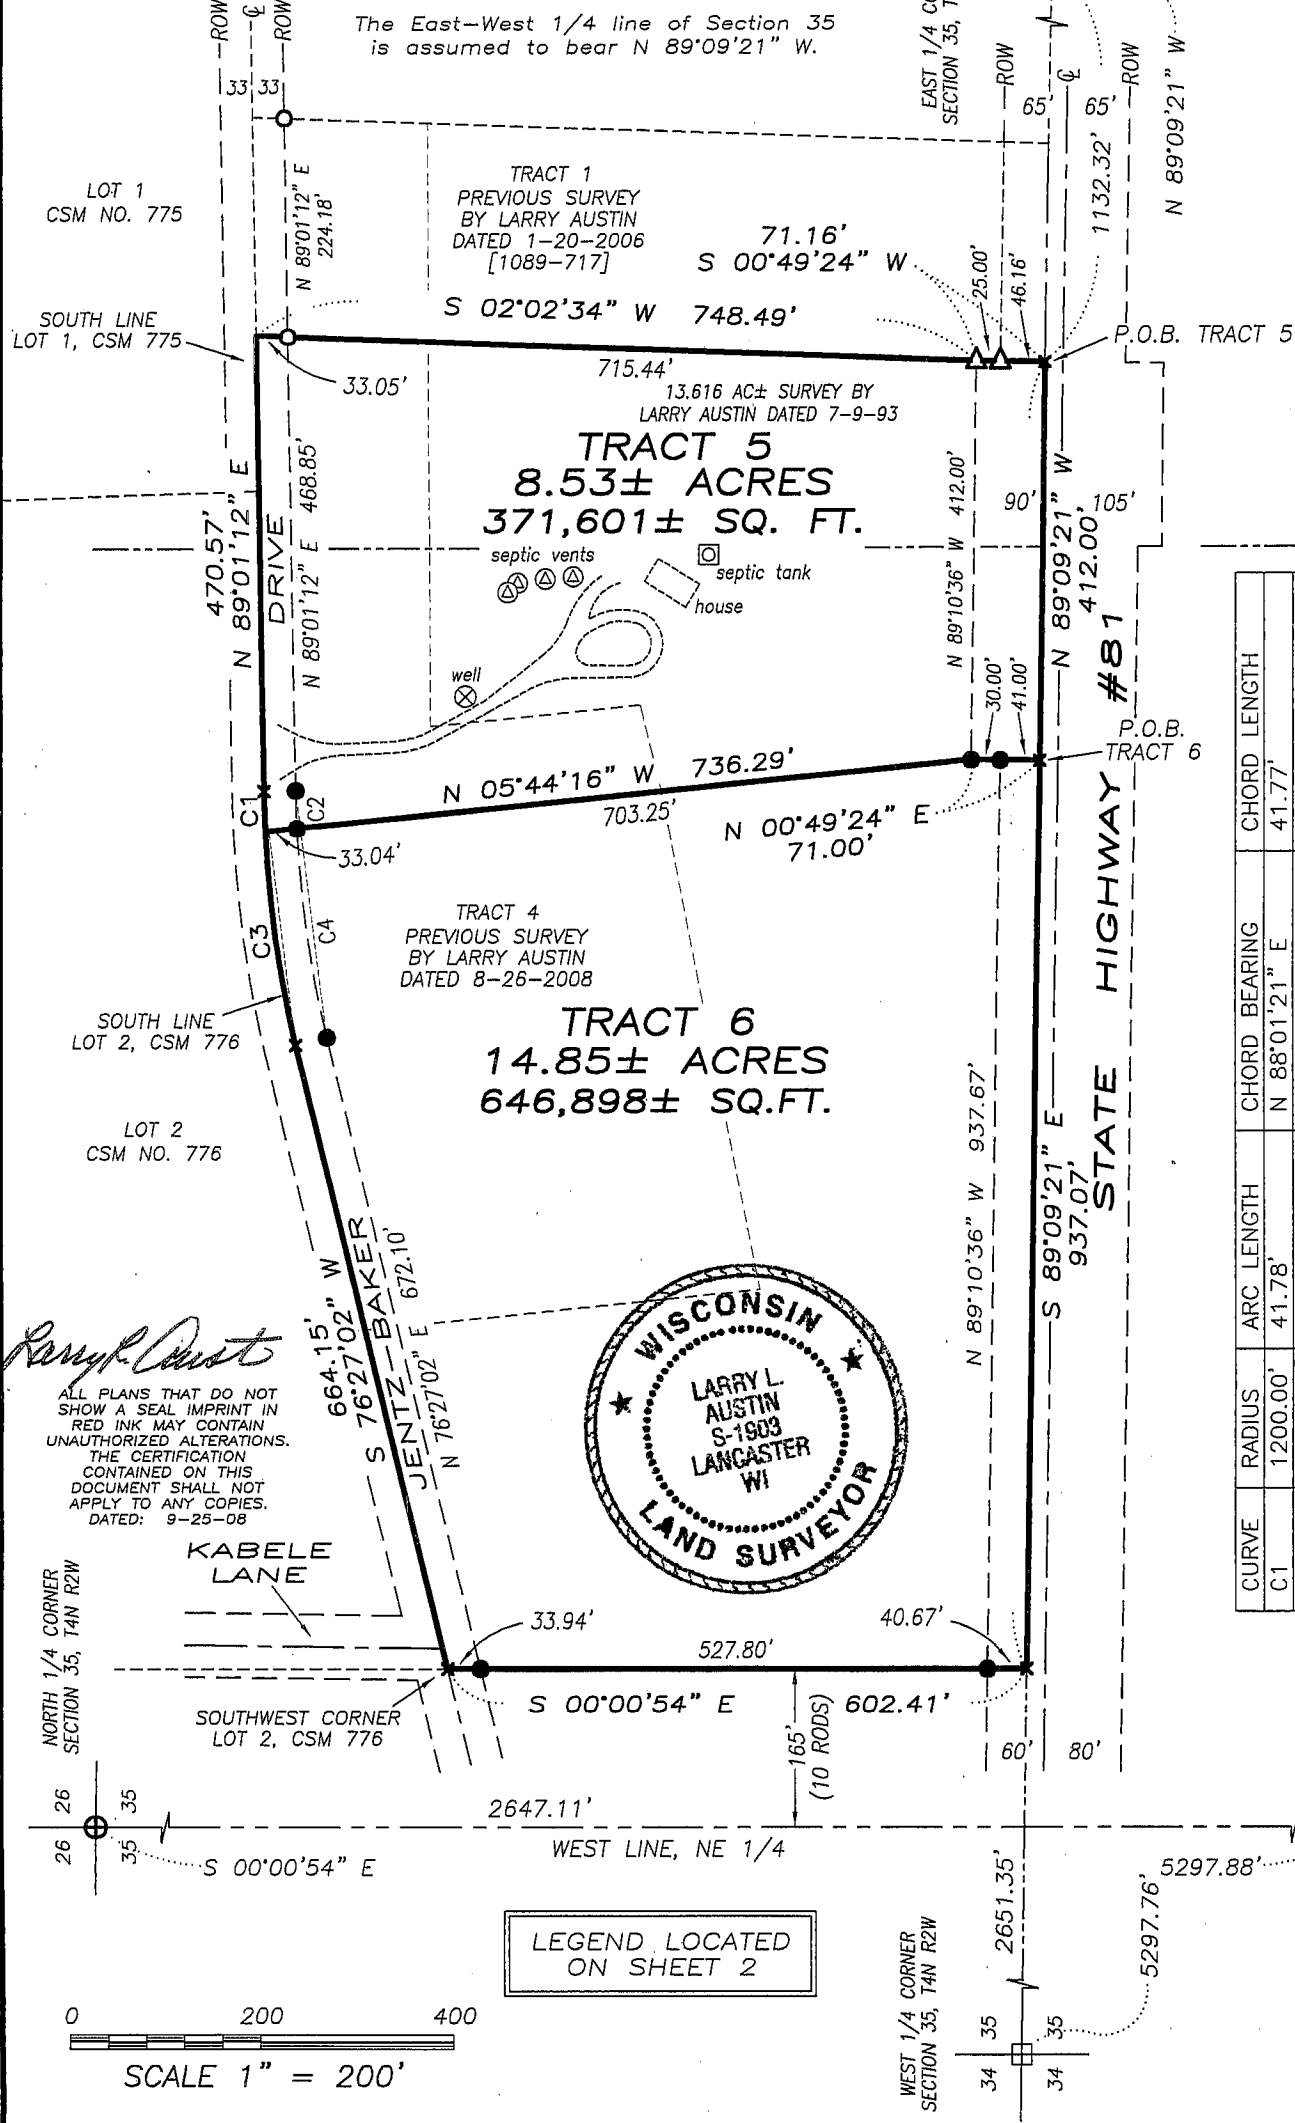 The East-West 1/4 line of Section 35
is assumed to bear N 89°09'21" W.
ROW
℄
ROW
33
33
EAST 1/4 CO
SECTION 35, T
ROW
℄
ROW
65'
65'
N 89°09'21" W
1132.32'
LOT 1
CSM NO. 775
N 89°01'12" E
224.18'
TRACT 1
PREVIOUS SURVEY
BY LARRY AUSTIN
DATED 1-20-2006
[1089-717]
71.16'
S 00°49'24" W
25.00'
46.16'
SOUTH LINE
LOT 1, CSM 775
S 02°02'34" W 748.49'
P.O.B. TRACT 5
33.05'
715.44'
13.616 AC± SURVEY BY
LARRY AUSTIN DATED 7-9-93
TRACT 5
8.53± ACRES
371,601± SQ. FT.
470.57'
N 89°01'12" E
DRIVE
N 89°01'12" E 468.85'
septic vents
septic tank
house
well
N 89°10'36" W 412.00'
90'
105'
N 89°09'21" W
412.00'
30.00'
41.00'
P.O.B.
TRACT 6
C1
C2
N 05°44'16" W 736.29'
703.25'
33.04'
N 00°49'24" E
71.00'
C3
C4
TRACT 4
PREVIOUS SURVEY
BY LARRY AUSTIN
DATED 8-26-2008
SOUTH LINE
LOT 2, CSM 776
TRACT 6
14.85± ACRES
646,898± SQ.FT.
LOT 2
CSM NO. 776
STATE HIGHWAY #81
N 89°10'36" W 937.67'
S 89°09'21" E
937.07'
664.15'
S 76°27'02" W
JENTZ-BAKER
N 76°27'02" E 672.10'
WISCONSIN
LARRY L.
AUSTIN
S-1903
LANCASTER
WI
LAND SURVEYOR
ALL PLANS THAT DO NOT
SHOW A SEAL IMPRINT IN
RED INK MAY CONTAIN
UNAUTHORIZED ALTERATIONS.
THE CERTIFICATION
CONTAINED ON THIS
DOCUMENT SHALL NOT
APPLY TO ANY COPIES.
DATED: 9-25-08
KABELE
LANE
33.94'
527.80'
40.67'
S 00°00'54" E 602.41'
SOUTHWEST CORNER
LOT 2, CSM 776
165'
(10 RODS)
60'
80'
NORTH 1/4 CORNER
SECTION 35, T4N R2W
26
35
26
35
2647.11'
WEST LINE, NE 1/4
S 00°00'54" E
5297.88'
2651.35'
5297.76'
LEGEND LOCATED
ON SHEET 2
WEST 1/4 CORNER
SECTION 35, T4N R2W
35
35
34
34
0 200 400
SCALE 1" = 200'
CURVE RADIUS ARC LENGTH CHORD BEARING CHORD LENGTH
C1 1200.00' 41.78' N 88°01'21" E 41.77'